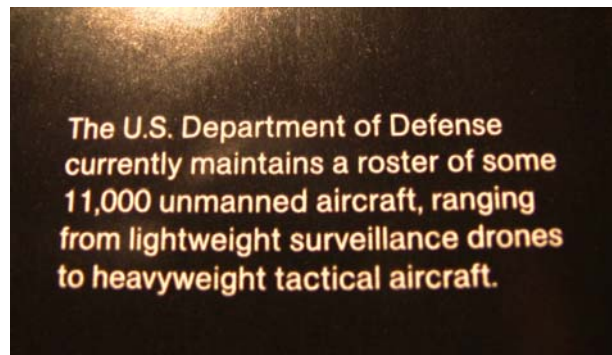 The U.S. Department of Defense
currently maintains a roster of some
11,000 unmanned aircraft, ranging
from lightweight surveillance drones
to heavyweight tactical aircraft.